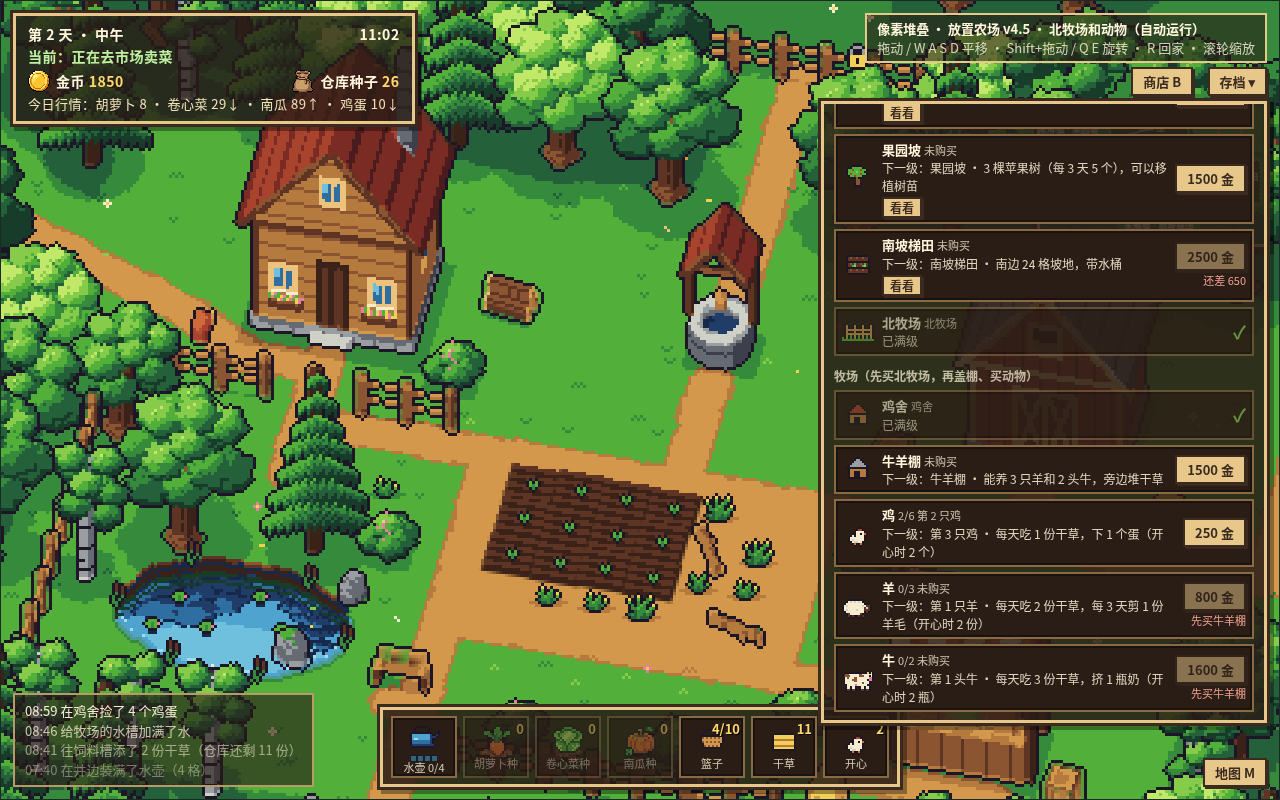 第 2 天 · 中午 11:02
当前：正在去市场卖菜
金币 1850 仓库种子 26
今日行情：胡萝卜 8 · 卷心菜 29↓ · 南瓜 89↑ · 鸡蛋 10↓
像素堆叠 · 放置农场 v4.5 · 北牧场和动物（自动运行）
拖动 / W A S D 平移 · Shift+拖动 / Q E 旋转 · R 回家 · 滚轮缩放
商店 B
存档 ▾
看看
果园坡 未购买
下一级：果园坡 · 3 棵苹果树（每 3 天 5 个），可以移
植树苗
1500 金
看看
南坡梯田 未购买
下一级：南坡梯田 · 南边 24 格坡地，带水桶
2500 金
还差 650
看看
北牧场 北牧场
已满级
✓
牧场（先买北牧场，再盖棚、买动物）
鸡舍 鸡舍
已满级
✓
牛羊棚 未购买
下一级：牛羊棚 · 能养 3 只羊和 2 头牛，旁边堆干草
1500 金
鸡 2/6 第 2 只鸡
下一级：第 3 只鸡 · 每天吃 1 份干草，下 1 个蛋（开
心时 2 个）
250 金
羊 0/3 未购买
下一级：第 1 只羊 · 每天吃 2 份干草，每 3 天剪 1 份
羊毛（开心时 2 份）
800 金
先买牛羊棚
牛 0/2 未购买
下一级：第 1 头牛 · 每天吃 3 份干草，挤 1 瓶奶（开
心时 2 瓶）
1600 金
先买牛羊棚
08:59 在鸡舍捡了 4 个鸡蛋
08:46 给牧场的水槽加满了水
08:41 往饲料槽添了 2 份干草（仓库还剩 11 份）
07:40 在井边装满了水壶（4 格）
水壶 0/4
0
胡萝卜种
0
卷心菜种
0
南瓜种
4/10
篮子
11
干草
2
开心
地图 M